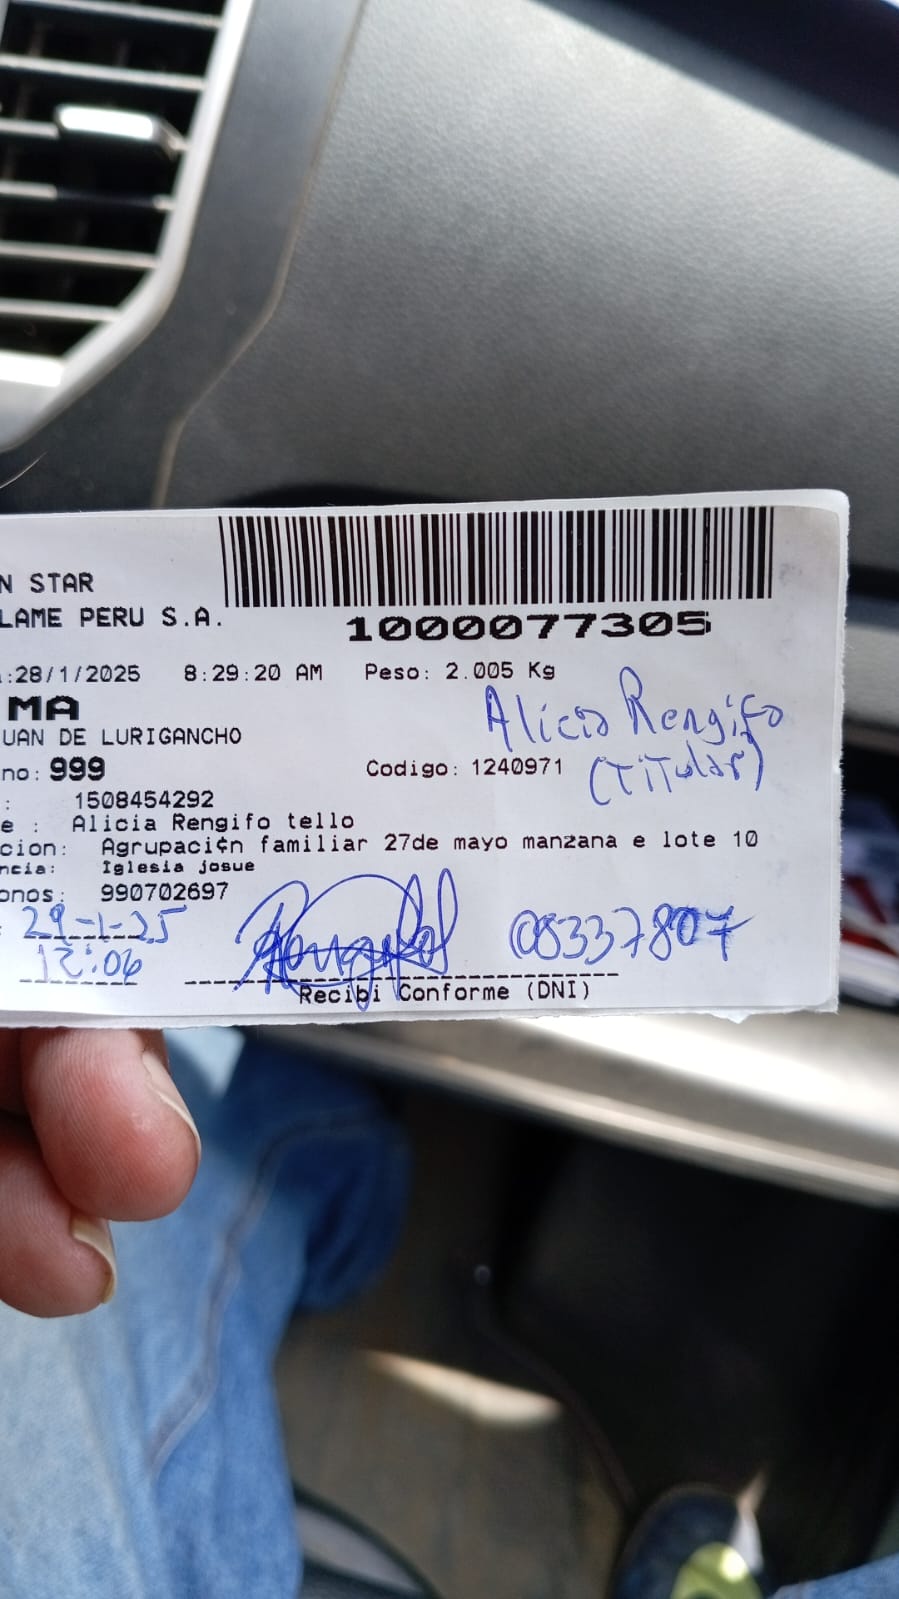 N STAR
LAME PERU S.A.
1000077305
:28/1/2025 8:29:20 AM Peso: 2.005 Kg
MA
UAN DE LURIGANCHO
Alicia Rengifo
(TiTular)
no: 999 Codigo: 1240971
: 1508454292
e : Alicia Rengifo tello
cion: Agrupaci¢n familiar 27de mayo manzana e lote 10
ncia: Iglesia josue
onos: 990702697
29-1-25
12:06
08337807
Recibi Conforme (DNI)